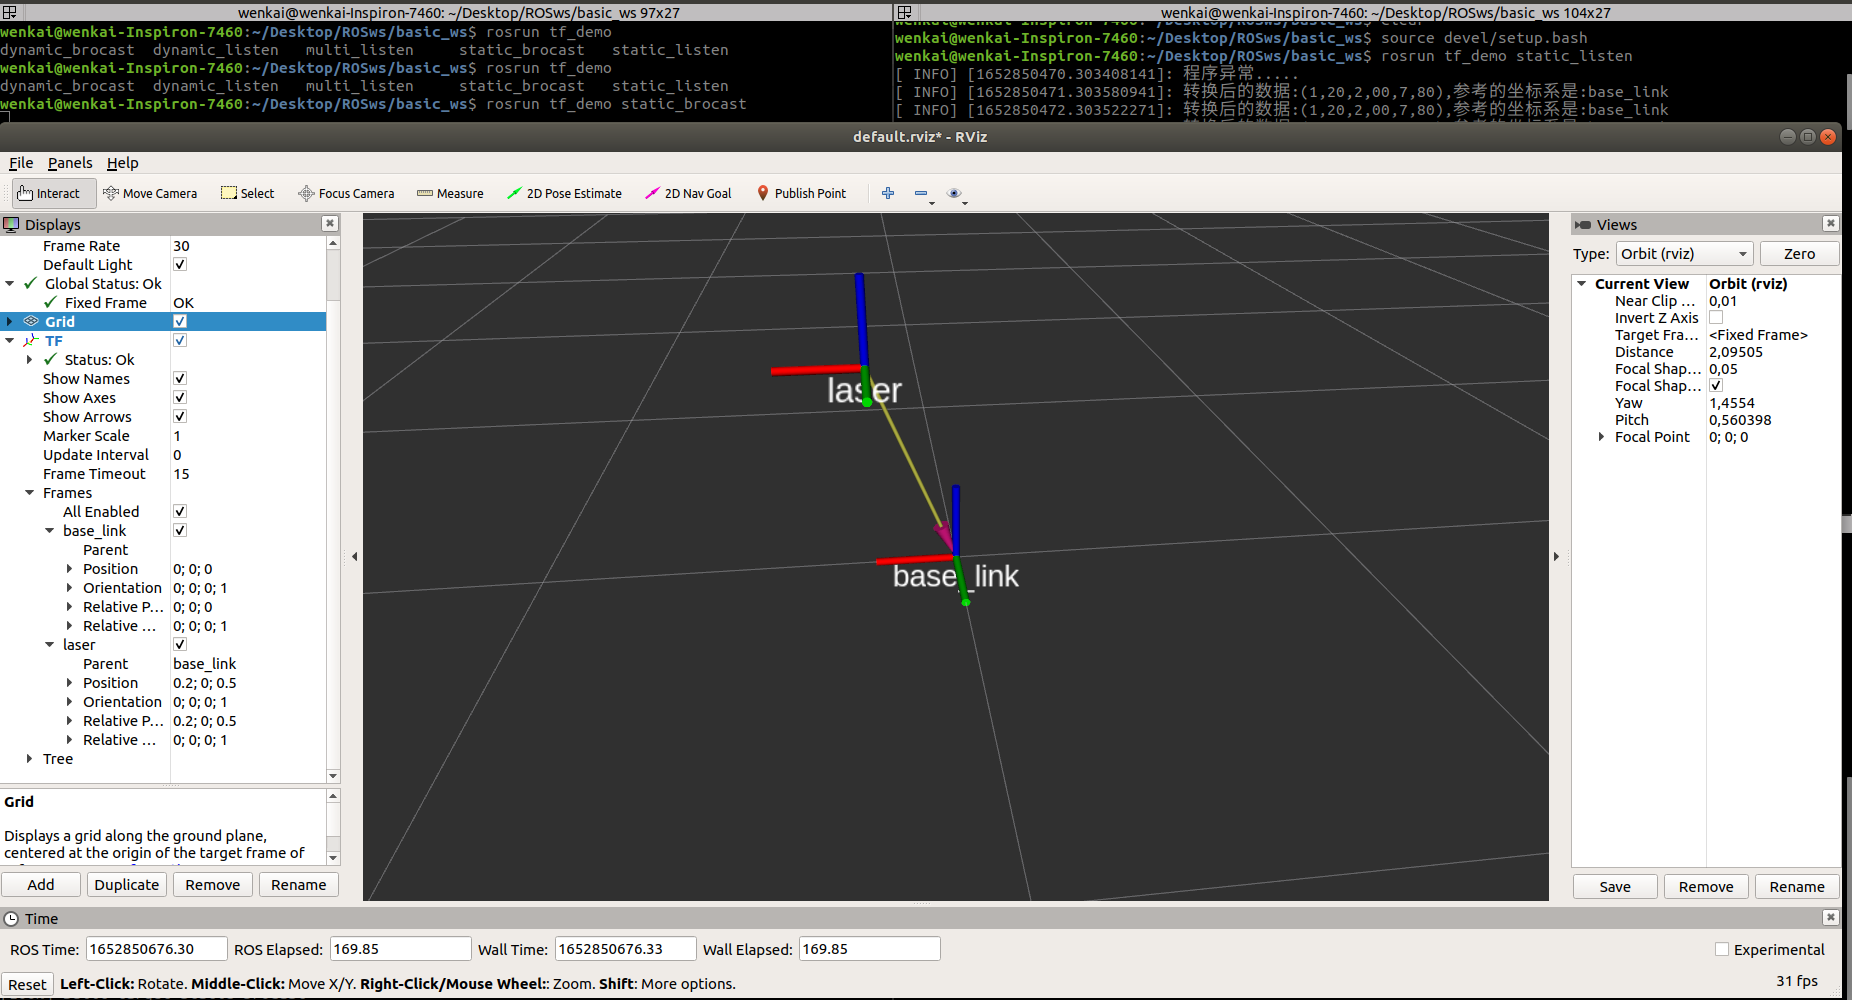 wenkai@wenkai-Inspiron-7460: ~/Desktop/ROSws/basic_ws 97x27
wenkai@wenkai-Inspiron-7460:~/Desktop/ROSws/basic_ws$ rosrun tf_demo
dynamic_brocast dynamic_listen multi_listen static_brocast static_listen
wenkai@wenkai-Inspiron-7460:~/Desktop/ROSws/basic_ws$ rosrun tf_demo
dynamic_brocast dynamic_listen multi_listen static_brocast static_listen
wenkai@wenkai-Inspiron-7460:~/Desktop/ROSws/basic_ws$ rosrun tf_demo static_brocast
wenkai@wenkai-Inspiron-7460: ~/Desktop/ROSws/basic_ws 104x27
wenkai@wenkai-Inspiron-7460:~/Desktop/ROSws/basic_ws$ clear
wenkai@wenkai-Inspiron-7460:~/Desktop/ROSws/basic_ws$ source devel/setup.bash
wenkai@wenkai-Inspiron-7460:~/Desktop/ROSws/basic_ws$ rosrun tf_demo static_listen
[ INFO] [1652850470.303408141]: 程序异常.....
[ INFO] [1652850471.303580941]: 转换后的数据:(1,20,2,00,7,80),参考的坐标系是:base_link
[ INFO] [1652850472.303522271]: 转换后的数据:(1,20,2,00,7,80),参考的坐标系是:base_link
default.rviz* - RViz
File Panels Help
Interact Move Camera Select Focus Camera Measure 2D Pose Estimate 2D Nav Goal Publish Point
Displays
Frame Rate 30
Default Light
Global Status: Ok
Fixed Frame OK
Grid
TF
Status: Ok
Show Names
Show Axes
Show Arrows
Marker Scale 1
Update Interval 0
Frame Timeout 15
Frames
All Enabled
base_link
Parent
Position 0; 0; 0
Orientation 0; 0; 0; 1
Relative P... 0; 0; 0
Relative ... 0; 0; 0; 1
laser
Parent base_link
Position 0.2; 0; 0.5
Orientation 0; 0; 0; 1
Relative P... 0.2; 0; 0.5
Relative ... 0; 0; 0; 1
Tree
Grid
Displays a grid along the ground plane,
centered at the origin of the target frame of
Add Duplicate Remove Rename
laser
base_link
Views
Type: Orbit (rviz) Zero
Current View Orbit (rviz)
Near Clip ... 0,01
Invert Z Axis
Target Fra... <Fixed Frame>
Distance 2,09505
Focal Shap... 0,05
Focal Shap...
Yaw 1,4554
Pitch 0,560398
Focal Point 0; 0; 0
Save Remove Rename
Time
ROS Time: 1652850676.30 ROS Elapsed: 169.85 Wall Time: 1652850676.33 Wall Elapsed: 169.85 Experimental
Reset Left-Click: Rotate. Middle-Click: Move X/Y. Right-Click/Mouse Wheel:: Zoom. Shift: More options. 31 fps